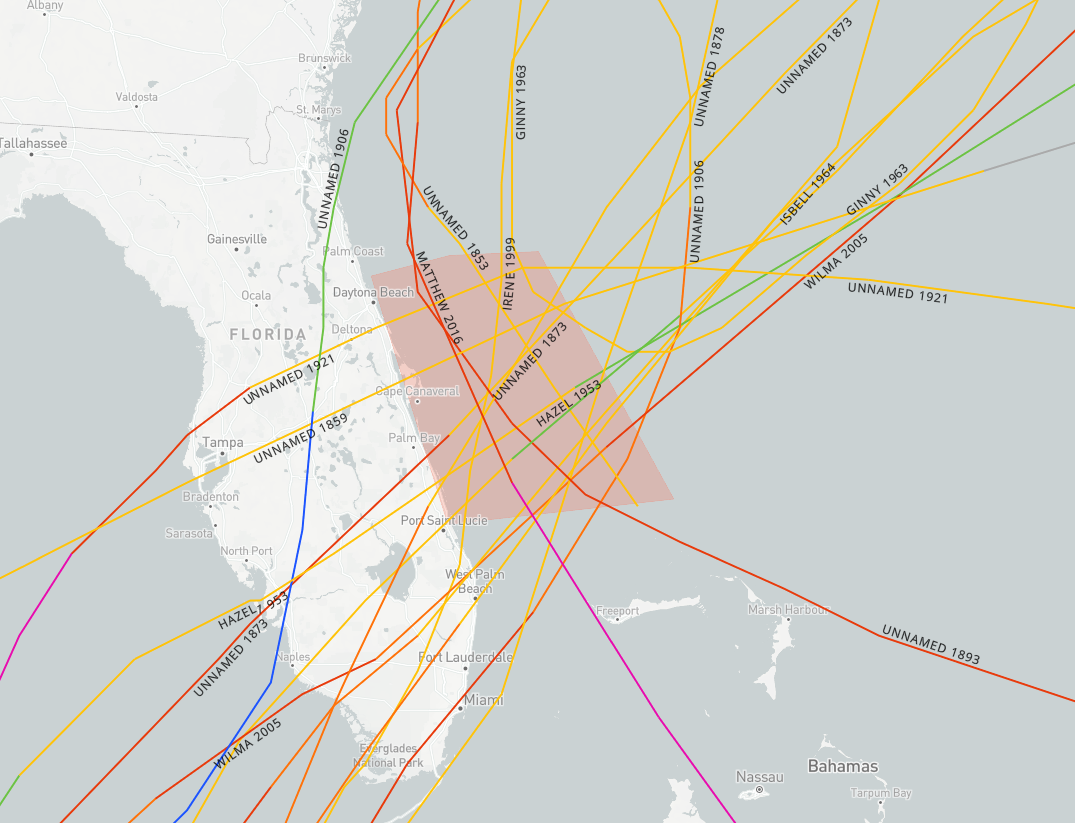 Albany
UNNAMED 1878
UNNAMED 1873
Brunswick
GINNY 1963
Valdosta
St. Marys
Tallahassee
UNNAMED 1906
UNNAMED 1853
UNNAMED 1906
ISBELL 1964
GINNY 1963
Gainesville
Palm Coast
IRENE 1999
WILMA 2005
MATTHEW 2016
Ocala
Daytona Beach
UNNAMED 1921
FLORIDA
Deltona
UNNAMED 1873
UNNAMED 1921
Cape Canaveral
HAZEL 1953
UNNAMED 1859
Palm Bay
Tampa
Bradenton
Sarasota
Port Saint Lucie
North Port
West Palm
Beach
HAZEL 1953
Freeport
Marsh Harbour
UNNAMED 1873
UNNAMED 1893
Naples
Fort Lauderdale
Miami
WILMA 2005
Everglades
National Park
Bahamas
Nassau
Tarpum Bay